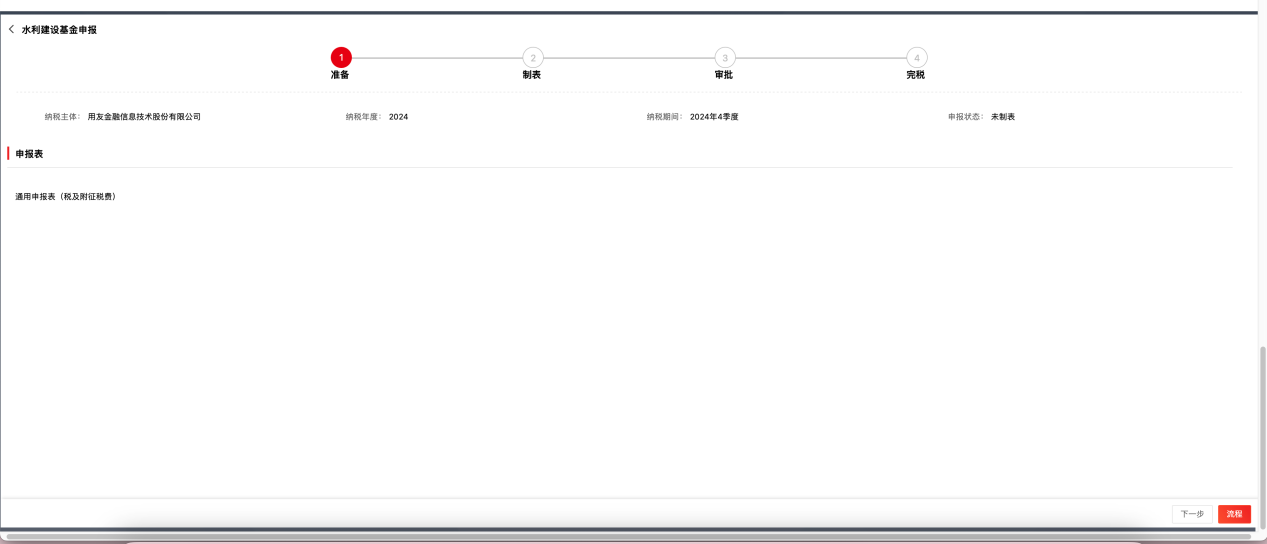 水利建设基金申报
1
2
3
4
准备
制表
审批
完税
纳税主体： 用友金融信息技术股份有限公司
纳税年度： 2024
纳税期间： 2024年4季度
申报状态： 未制表
申报表
通用申报表（税及附征税费）
下一步
流程